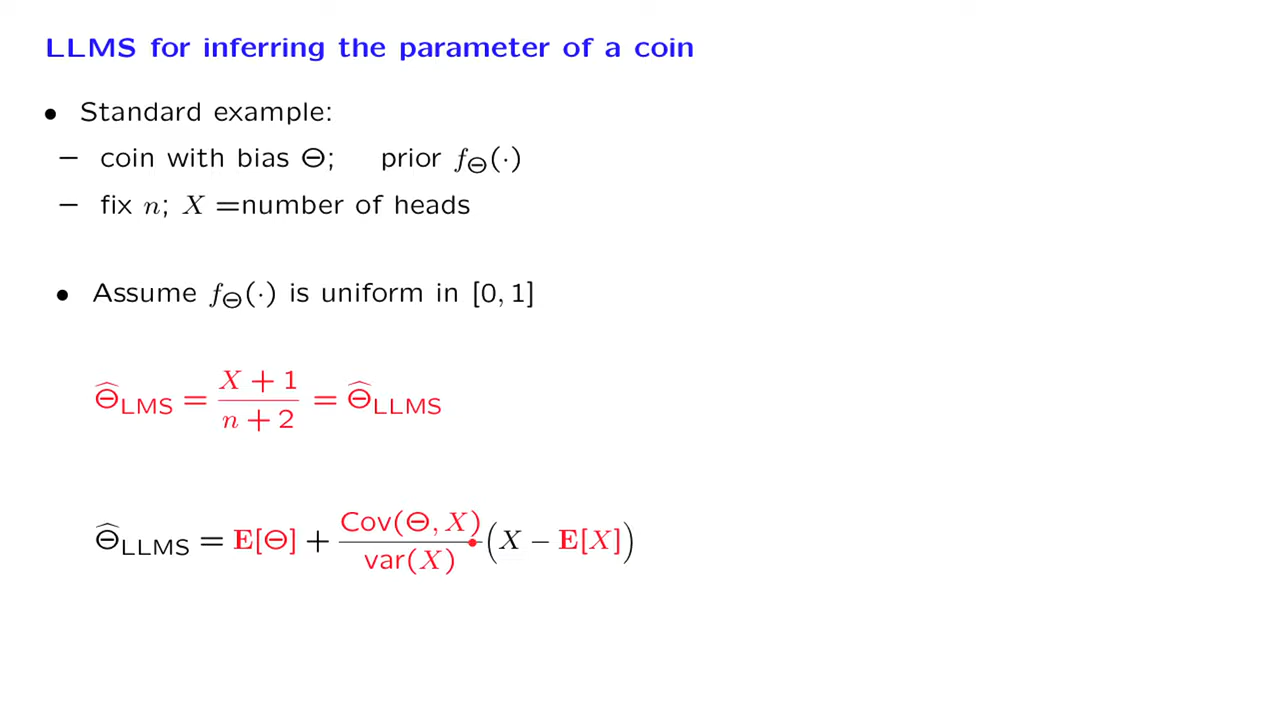 LLMS for inferring the parameter of a coin
• Standard example:
– coin with bias Θ; prior f_Θ(·)
– fix n; X =number of heads
• Assume f_Θ(·) is uniform in [0, 1]
Θ̂_LMS = (X + 1)/(n + 2) = Θ̂_LLMS
Θ̂_LLMS = E[Θ] + Cov(Θ, X)/var(X) (X − E[X])